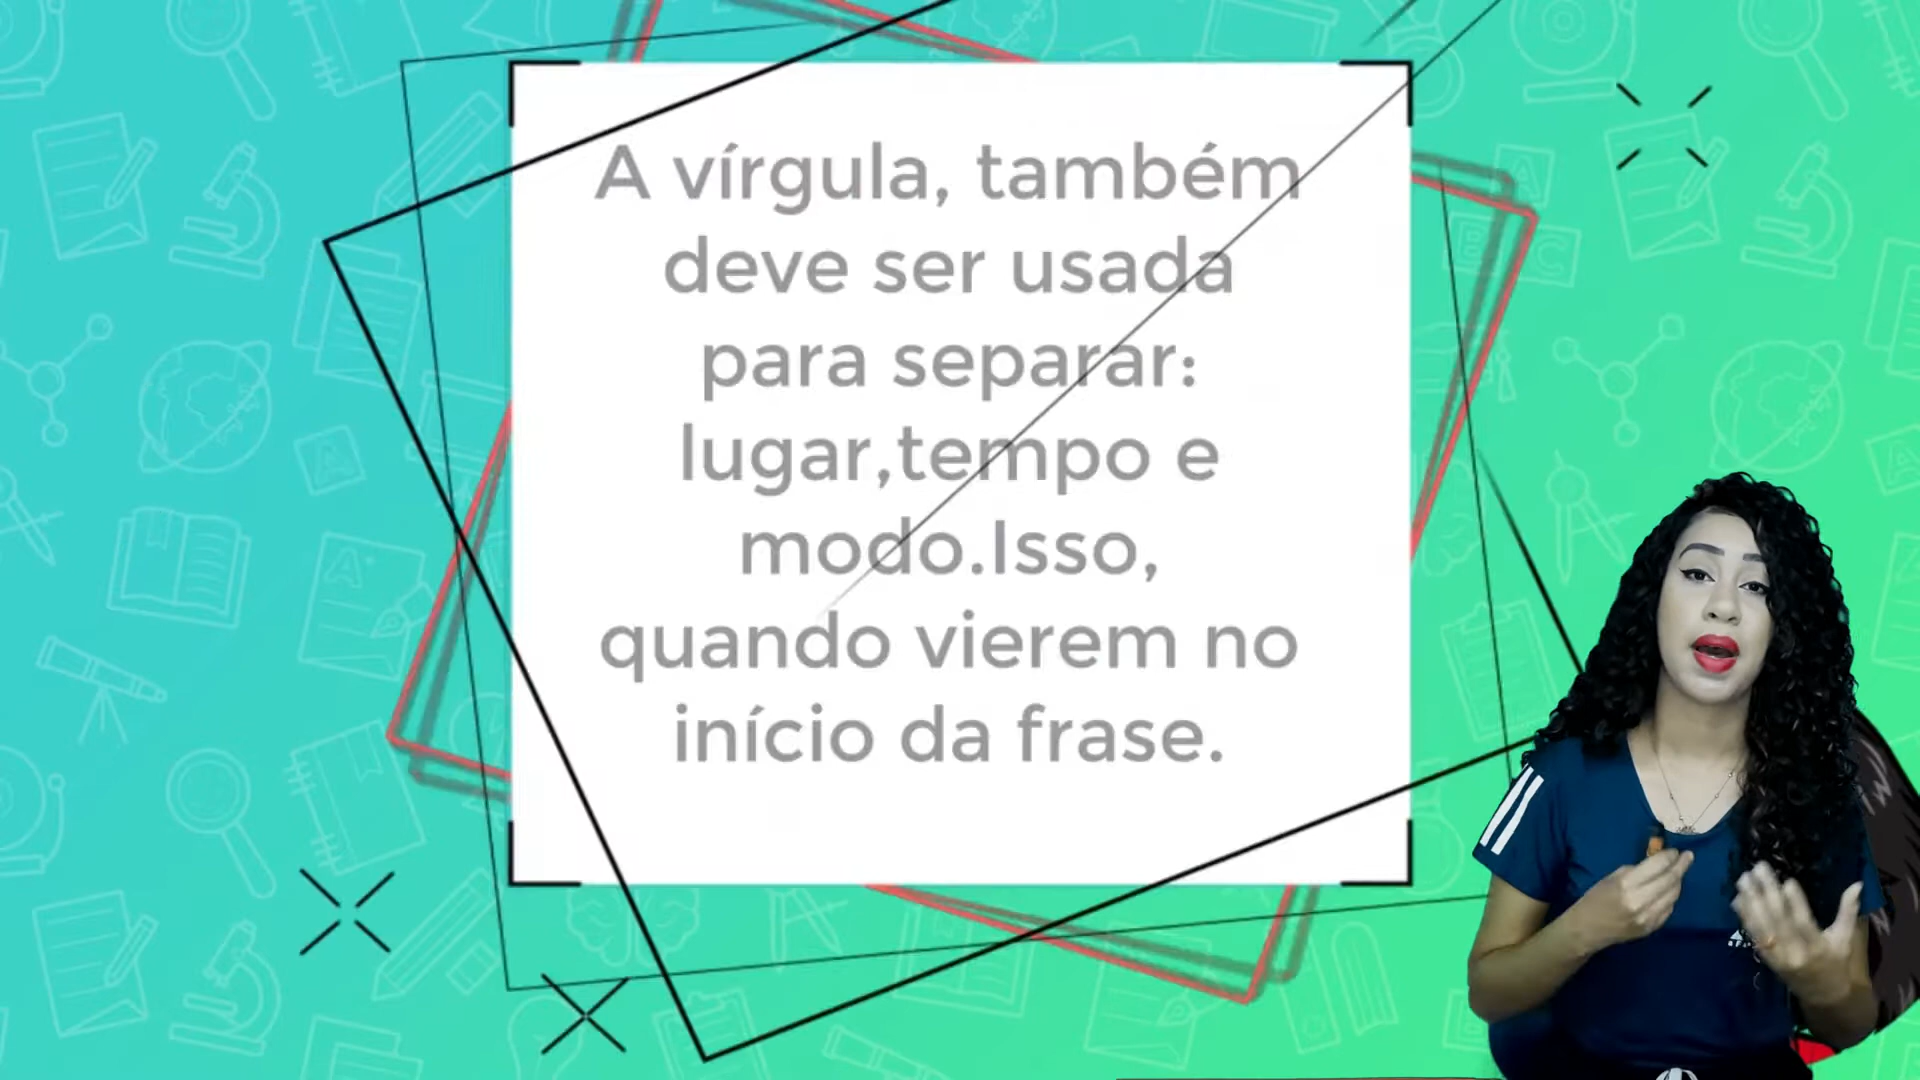 A vírgula, também
deve ser usada
para separar:
lugar,tempo e
modo.Isso,
quando vierem no
início da frase.